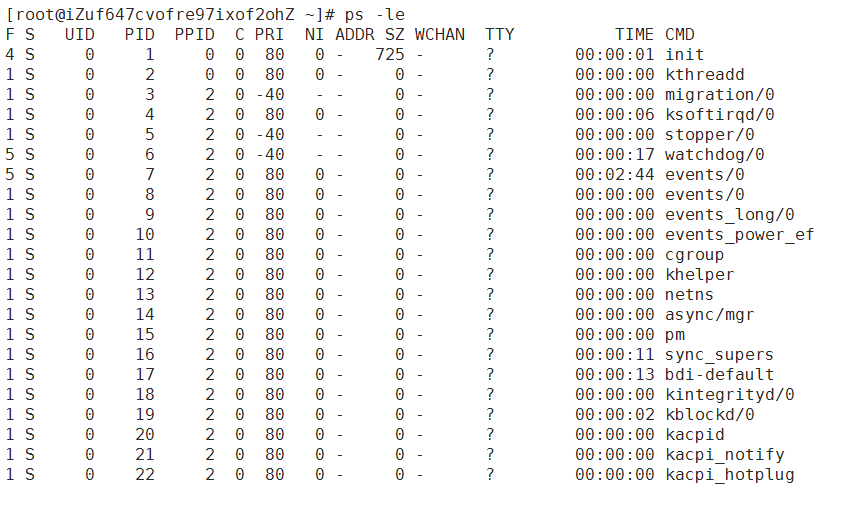 [root@iZuf647cvofre97ixof2ohZ ~]# ps -le
F S   UID   PID  PPID  C PRI  NI ADDR SZ WCHAN  TTY          TIME CMD
4 S     0     1     0  0  80   0 -   725 -      ?        00:00:01 init
1 S     0     2     0  0  80   0 -     0 -      ?        00:00:00 kthreadd
1 S     0     3     2  0 -40   - -     0 -      ?        00:00:00 migration/0
1 S     0     4     2  0  80   0 -     0 -      ?        00:00:06 ksoftirqd/0
1 S     0     5     2  0 -40   - -     0 -      ?        00:00:00 stopper/0
5 S     0     6     2  0 -40   - -     0 -      ?        00:00:17 watchdog/0
5 S     0     7     2  0  80   0 -     0 -      ?        00:02:44 events/0
1 S     0     8     2  0  80   0 -     0 -      ?        00:00:00 events/0
1 S     0     9     2  0  80   0 -     0 -      ?        00:00:00 events_long/0
1 S     0    10     2  0  80   0 -     0 -      ?        00:00:00 events_power_ef
1 S     0    11     2  0  80   0 -     0 -      ?        00:00:00 cgroup
1 S     0    12     2  0  80   0 -     0 -      ?        00:00:00 khelper
1 S     0    13     2  0  80   0 -     0 -      ?        00:00:00 netns
1 S     0    14     2  0  80   0 -     0 -      ?        00:00:00 async/mgr
1 S     0    15     2  0  80   0 -     0 -      ?        00:00:00 pm
1 S     0    16     2  0  80   0 -     0 -      ?        00:00:11 sync_supers
1 S     0    17     2  0  80   0 -     0 -      ?        00:00:13 bdi-default
1 S     0    18     2  0  80   0 -     0 -      ?        00:00:00 kintegrityd/0
1 S     0    19     2  0  80   0 -     0 -      ?        00:00:02 kblockd/0
1 S     0    20     2  0  80   0 -     0 -      ?        00:00:00 kacpid
1 S     0    21     2  0  80   0 -     0 -      ?        00:00:00 kacpi_notify
1 S     0    22     2  0  80   0 -     0 -      ?        00:00:00 kacpi_hotplug